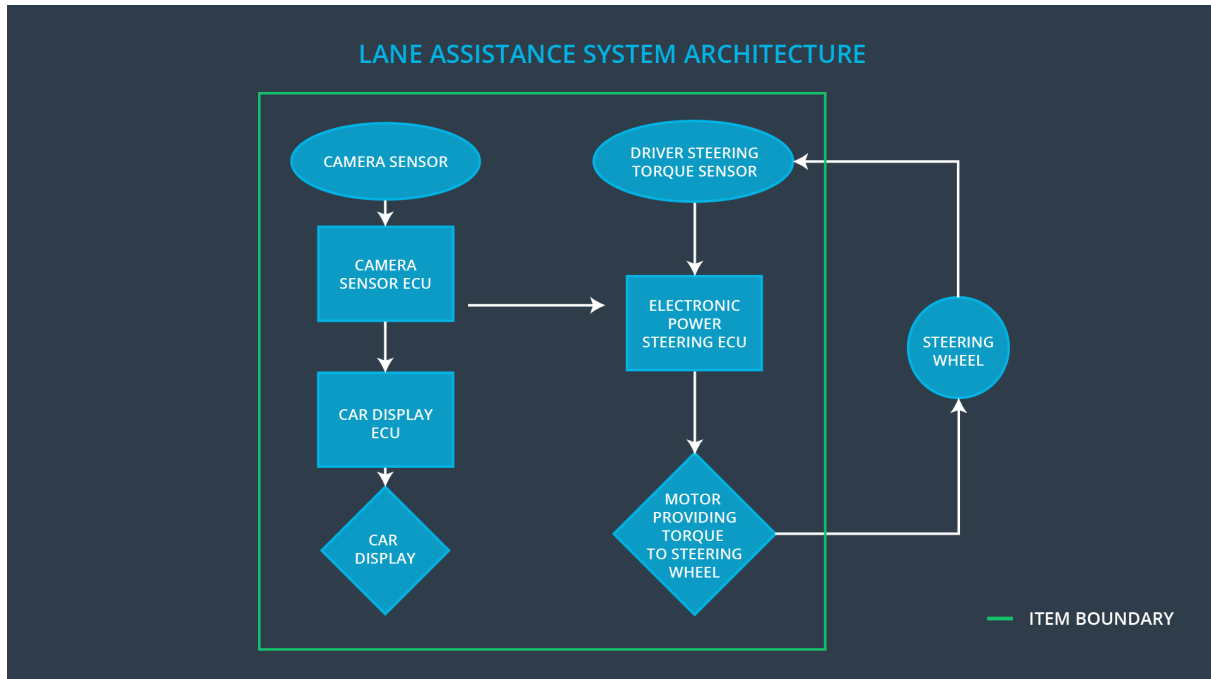 LANE ASSISTANCE SYSTEM ARCHITECTURE
CAMERA SENSOR
CAMERA
SENSOR ECU
CAR DISPLAY
ECU
CAR
DISPLAY
DRIVER STEERING
TORQUE SENSOR
ELECTRONIC
POWER
STEERING ECU
MOTOR
PROVIDING
TORQUE
TO STEERING
WHEEL
STEERING
WHEEL
ITEM BOUNDARY